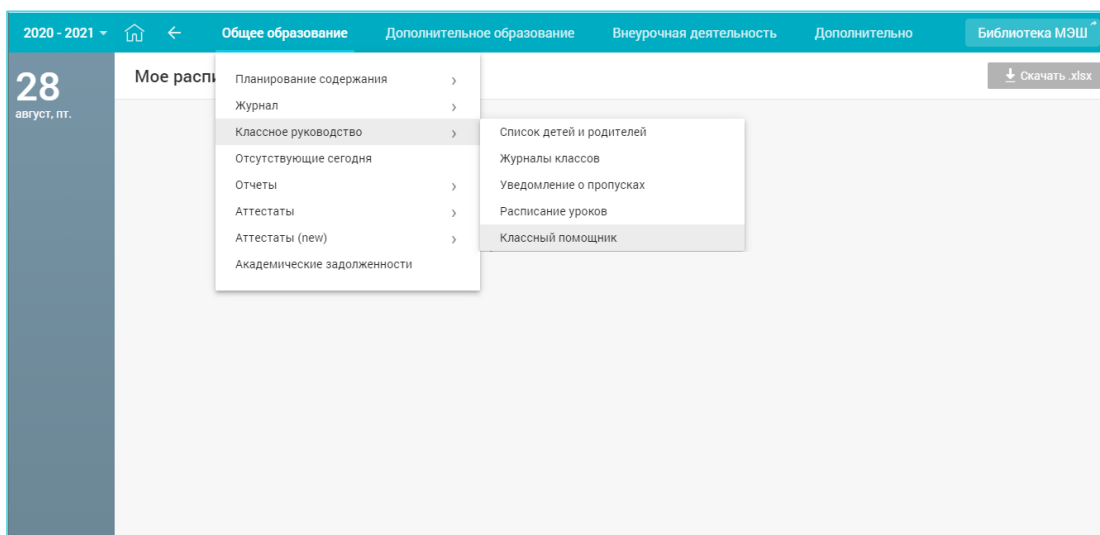 2020 - 2021
Общее образование
Дополнительное образование
Внеурочная деятельность
Дополнительно
Библиотека МЭШ
28
август, пт.
Мое
Скачать .xlsx
Планирование содержания
Журнал
Классное руководство
Отсутствующие сегодня
Отчеты
Аттестаты
Аттестаты (new)
Академические задолженности
Список детей и родителей
Журналы классов
Уведомление о пропусках
Расписание уроков
Классный помощник